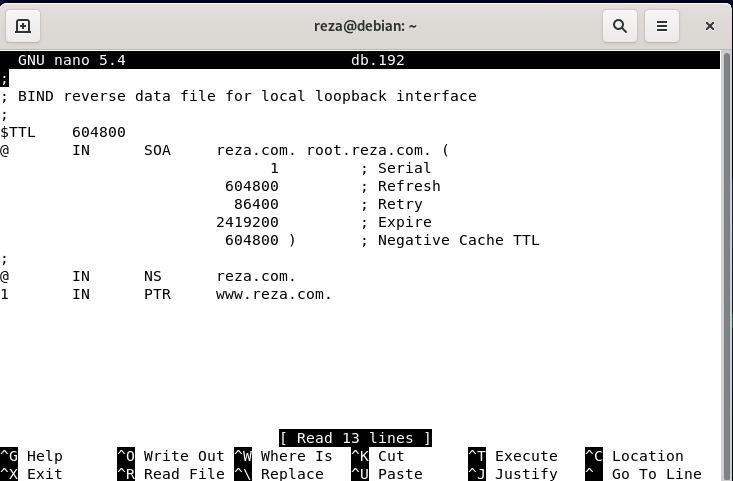 reza@debian: ~
GNU nano 5.4 db.192
;
; BIND reverse data file for local loopback interface
;
$TTL 604800
@ IN SOA reza.com. root.reza.com. (
1 ; Serial
604800 ; Refresh
86400 ; Retry
2419200 ; Expire
604800 ) ; Negative Cache TTL
;
@ IN NS reza.com.
1 IN PTR www.reza.com.
[ Read 13 lines ]
^G Help ^O Write Out ^W Where Is ^K Cut ^T Execute ^C Location
^X Exit ^R Read File ^\ Replace ^U Paste ^J Justify ^ Go To Line